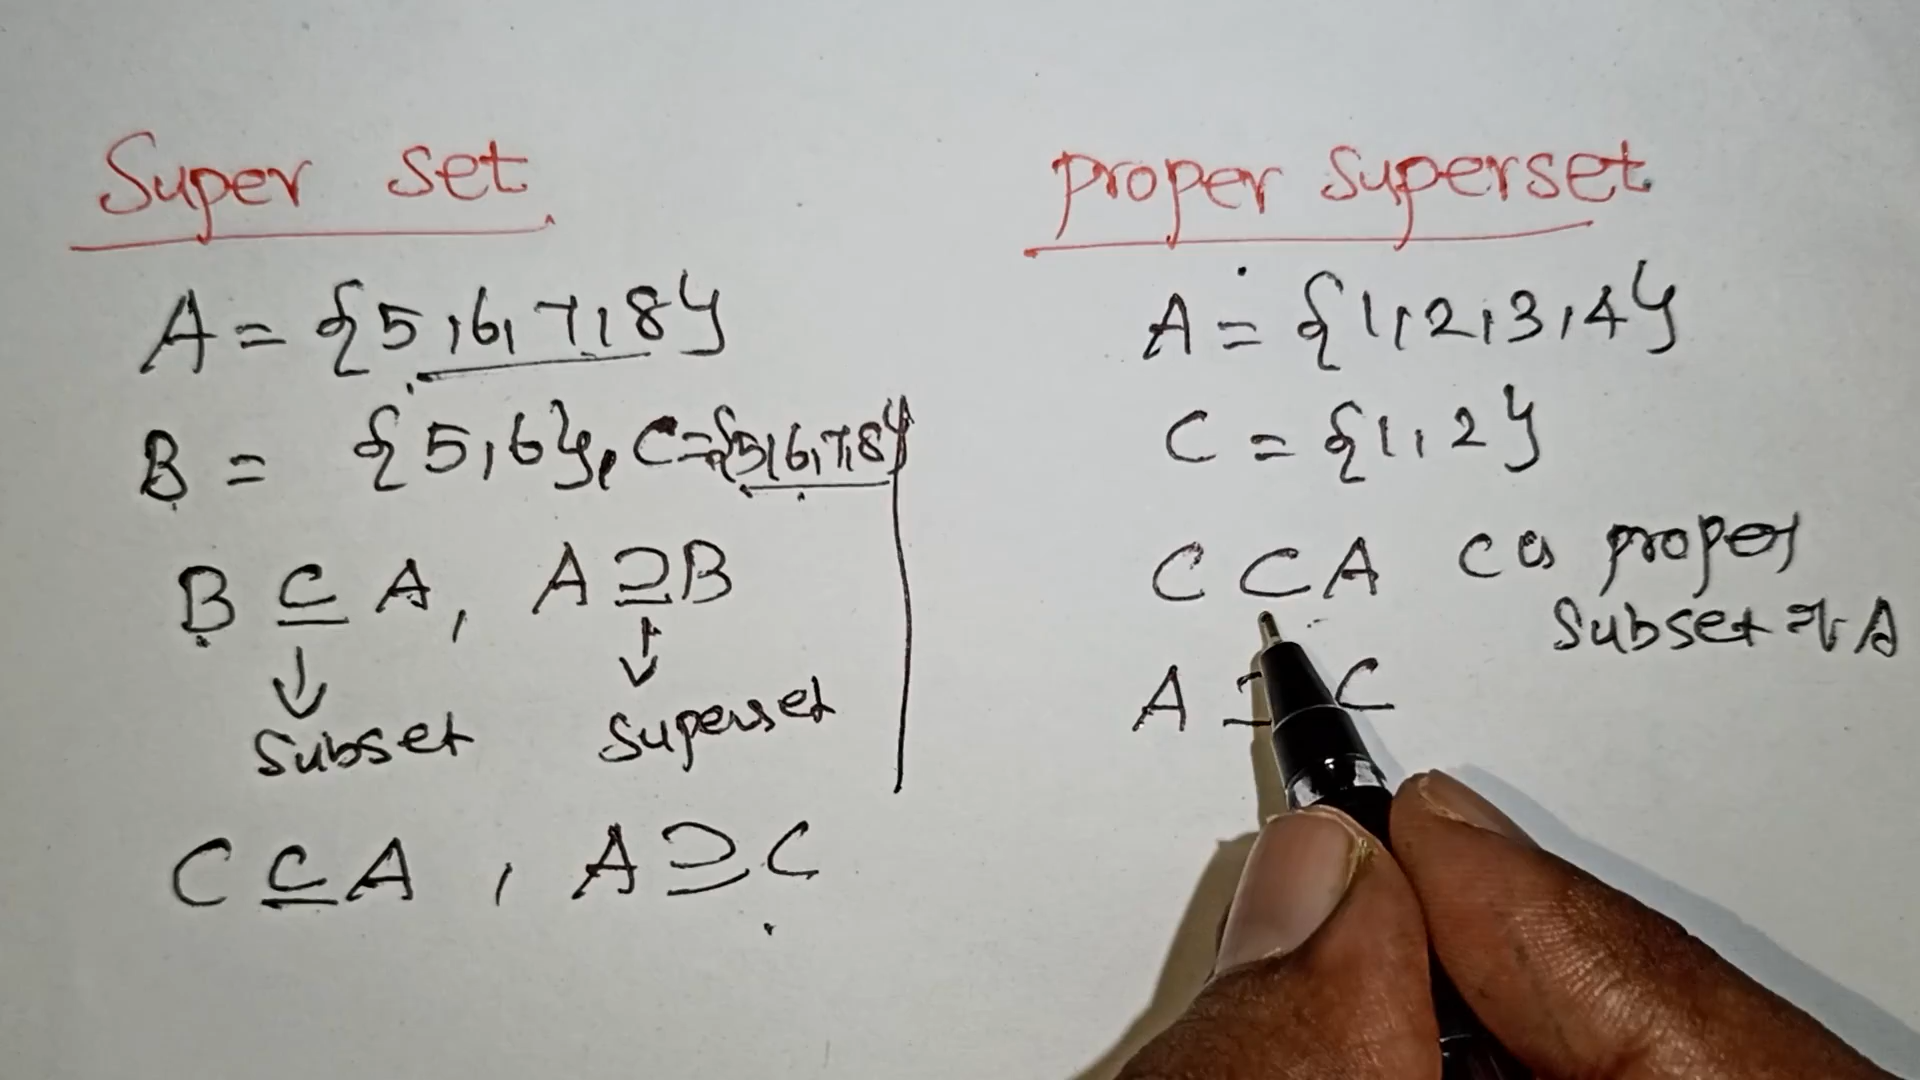 Super set
A = {5,6,7,8}
B = {5,6}, C={5,6,7,8}
B ⊆ A, A ⊇ B
Subset Superset
C ⊆ A , A ⊇ C
Proper Superset
A = {1,2,3,4}
C = {1,2}
C ⊂ A C is proper
Subset of A
A ⊇ C